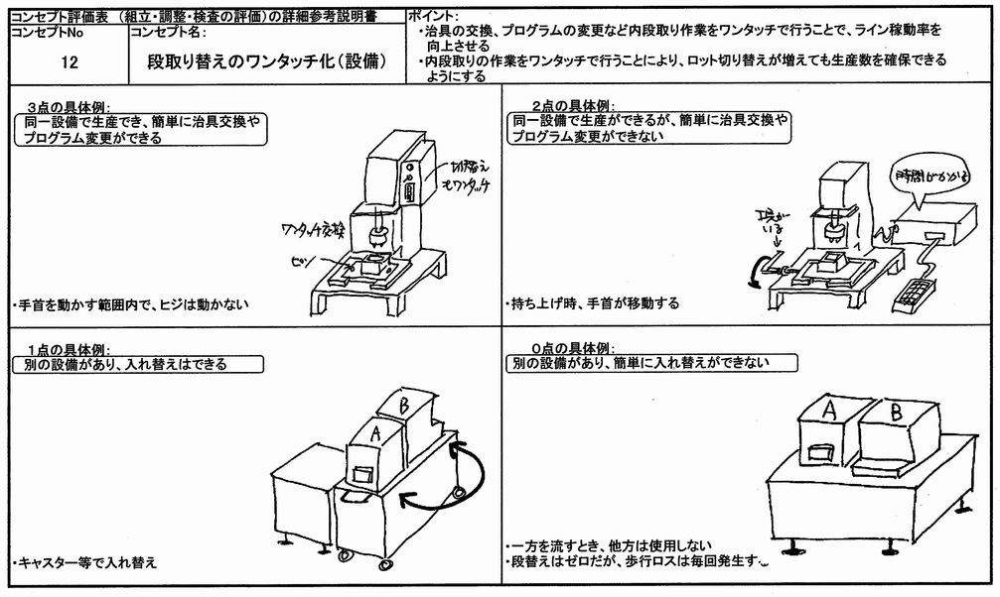 コンセプト評価表　（組立・調整・検査の評価）の詳細参考説明書
コンセプトNo
12
コンセプト名：
段取り替えのワンタッチ化（設備）
ポイント：
・治具の交換、プログラムの変更など内段取り作業をワンタッチで行うことで、ライン稼動率を
向上させる
・内段取りの作業をワンタッチで行うことにより、ロット切り替えが増えても生産数を確保できる
ようにする
3点の具体例：
同一設備で生産でき、簡単に治具交換や
プログラム変更ができる
切替え
もワンタッチ
ワンタッチ交換
ピン
・手首を動かす範囲内で、ヒジは動かない
2点の具体例：
同一設備で生産ができるが、簡単に治具交換や
プログラム変更ができない
時間がかかる
工具が
いる
・持ち上げ時、手首が移動する
1点の具体例：
別の設備があり、入れ替えはできる
B
A
・キャスター等で入れ替え
0点の具体例：
別の設備があり、簡単に入れ替えができない
A
B
・一方を流すとき、他方は使用しない
・段替えはゼロだが、歩行ロスは毎回発生す